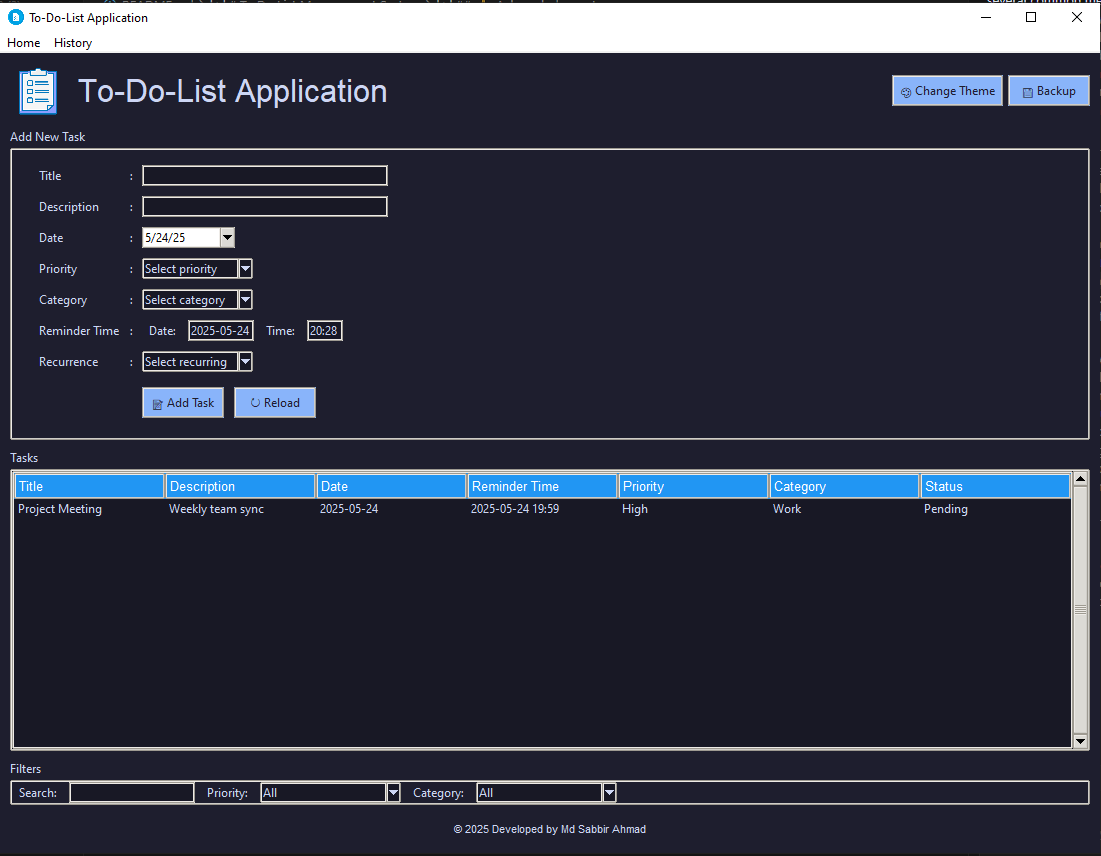 To-Do-List Application
Home History
To-Do-List Application
Change Theme Backup
Add New Task
Title :
Description :
Date : 5/24/25
Priority : Select priority
Category : Select category
Reminder Time : Date: 2025-05-24 Time: 20:28
Recurrence : Select recurring
Add Task Reload
Tasks
Title Description Date Reminder Time Priority Category Status
Project Meeting Weekly team sync 2025-05-24 2025-05-24 19:59 High Work Pending
Filters
Search: Priority: All Category: All
© 2025 Developed by Md Sabbir Ahmad